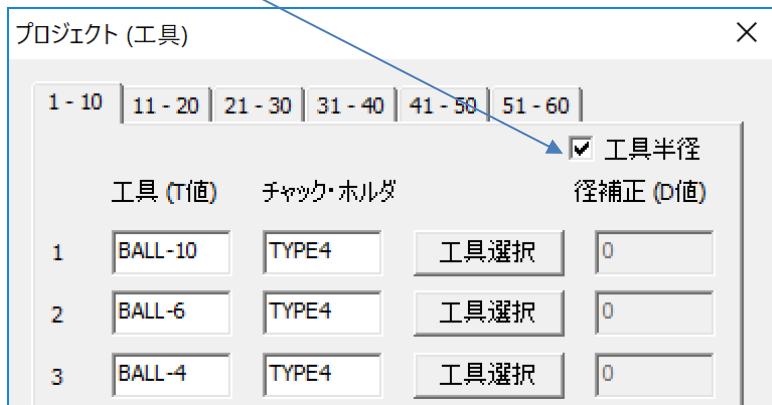 プロジェクト (工具)
1 - 10 11 - 20 21 - 30 31 - 40 41 - 50 51 - 60
工具半径
工具 (T値) チャック・ホルダ 径補正 (D値)
1 BALL-10 TYPE4 工具選択 0
2 BALL-6 TYPE4 工具選択 0
3 BALL-4 TYPE4 工具選択 0